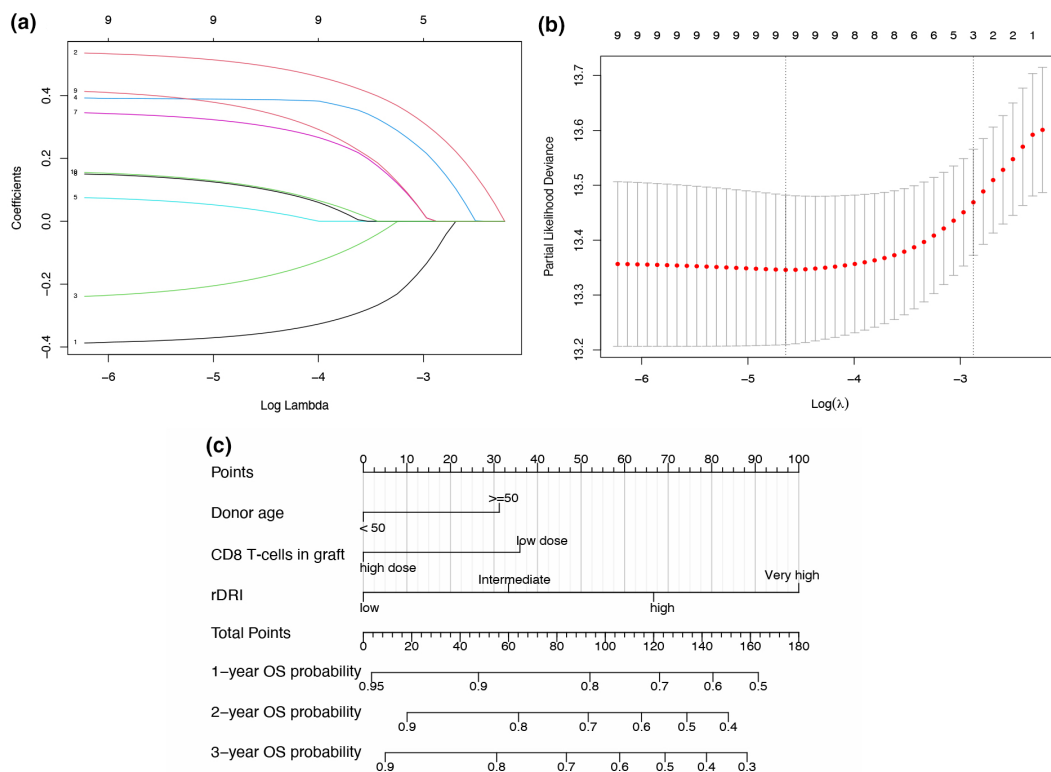 (a)
9 9 9 5
Coefficients
0.4
0.2
0.0
−0.2
−0.4
2
9
4
7
10
5
3
1
−6 −5 −4 −3
Log Lambda
(b)
9 9 9 9 9 9 9 9 9 9 9 9 8 8 8 6 6 5 3 2 2 1
Partial Likelihood Deviance
13.7
13.6
13.5
13.4
13.3
13.2
−6 −5 −4 −3
Log(λ)
(c)
Points
0 10 20 30 40 50 60 70 80 90 100
Donor age
>=50
< 50
CD8 T−cells in graft
low dose
high dose
rDRI
Intermediate
Very high
low
high
Total Points
0 20 40 60 80 100 120 140 160 180
1−year OS probability
0.95 0.9 0.8 0.7 0.6 0.5
2−year OS probability
0.9 0.8 0.7 0.6 0.5 0.4
3−year OS probability
0.9 0.8 0.7 0.6 0.5 0.4 0.3